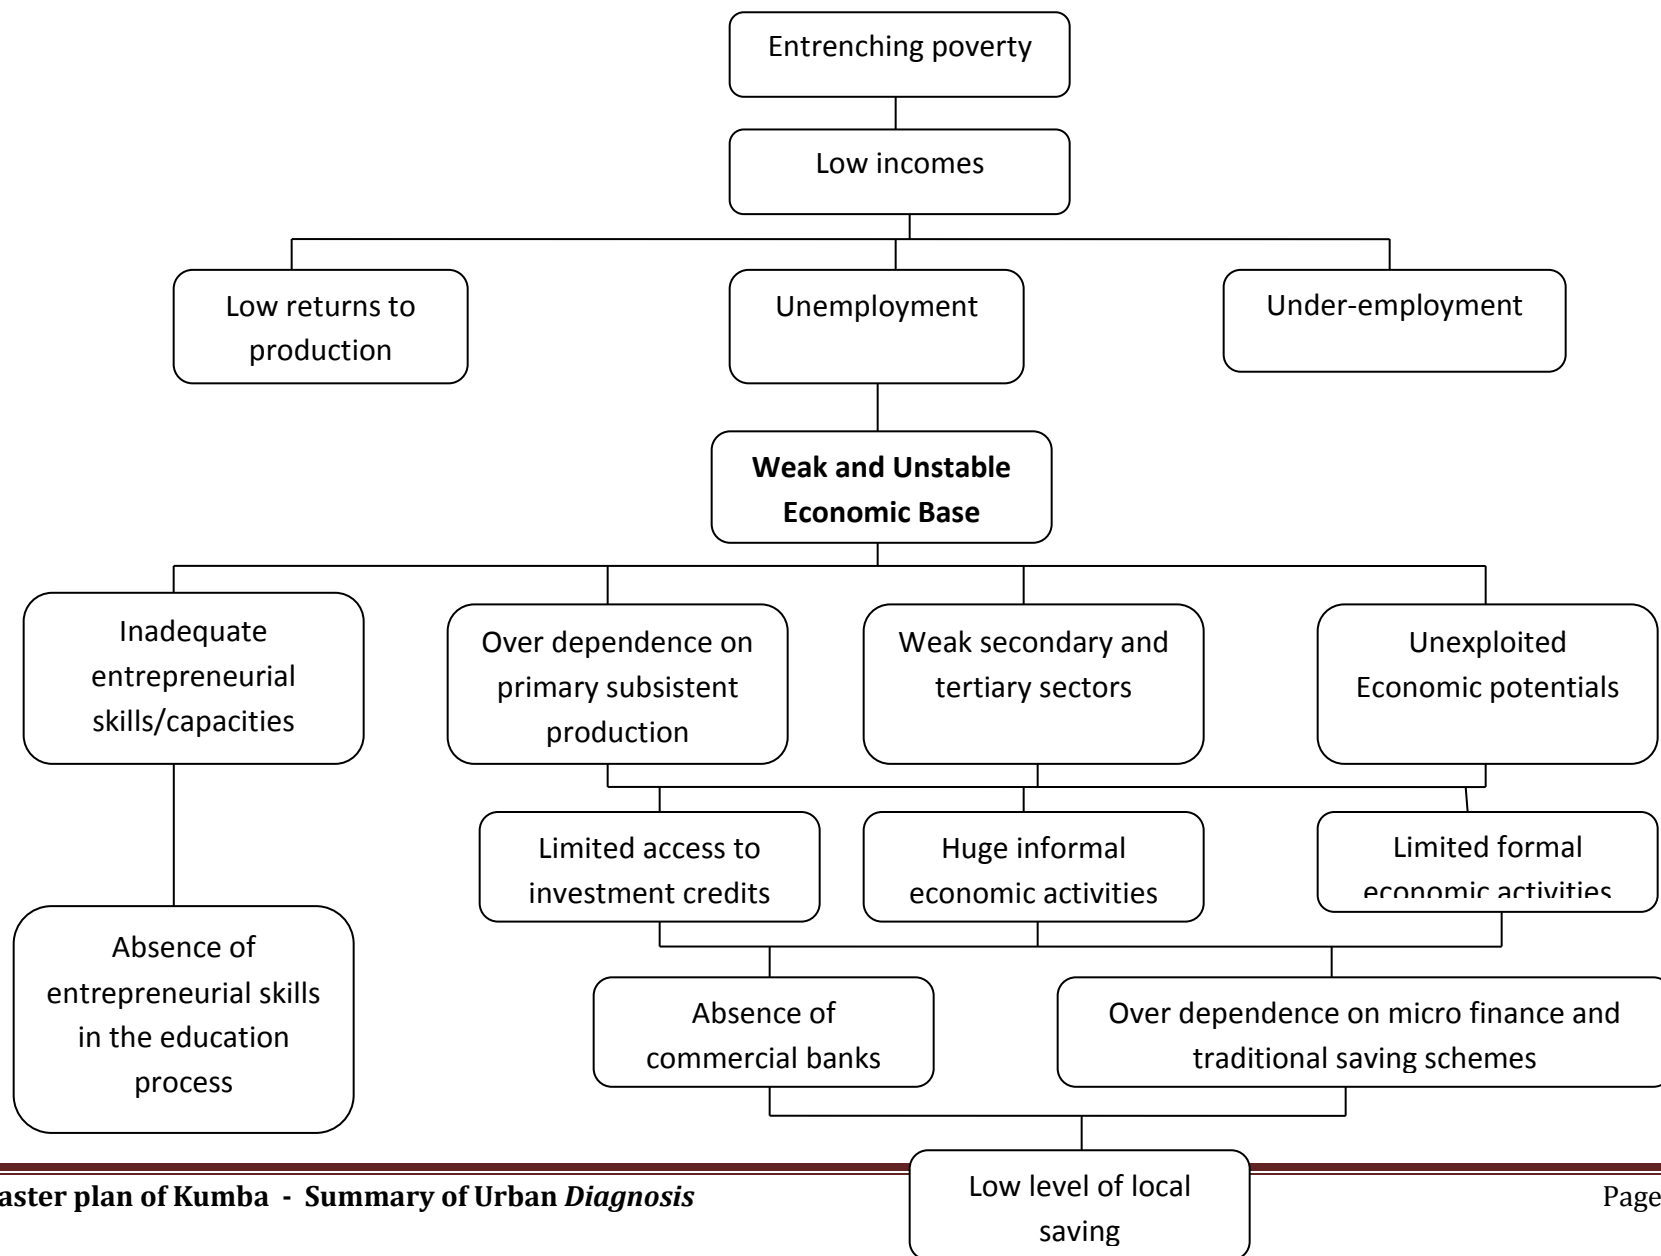 Entrenching poverty
Low incomes
Low returns to
production
Unemployment
Under-employment
Weak and Unstable
Economic Base
Inadequate
entrepreneurial
skills/capacities
Over dependence on
primary subsistent
production
Weak secondary and
tertiary sectors
Unexploited
Economic potentials
Limited access to
investment credits
Huge informal
economic activities
Limited formal
economic activities
Absence of
entrepreneurial skills
in the education
process
Absence of
commercial banks
Over dependence on micro finance and
traditional saving schemes
Low level of local
saving
aster plan of Kumba - Summary of Urban Diagnosis
Page